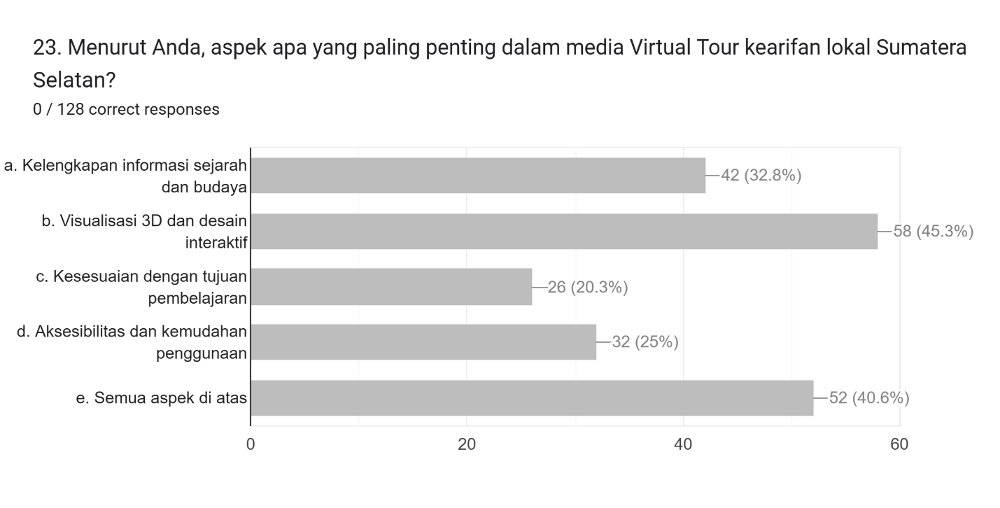 23. Menurut Anda, aspek apa yang paling penting dalam media Virtual Tour kearifan lokal Sumatera
Selatan?
0 / 128 correct responses
a. Kelengkapan informasi sejarah
dan budaya
42 (32.8%)
b. Visualisasi 3D dan desain
interaktif
58 (45.3%)
c. Kesesuaian dengan tujuan
pembelajaran
26 (20.3%)
d. Aksesibilitas dan kemudahan
penggunaan
32 (25%)
e. Semua aspek di atas
52 (40.6%)
0 20 40 60